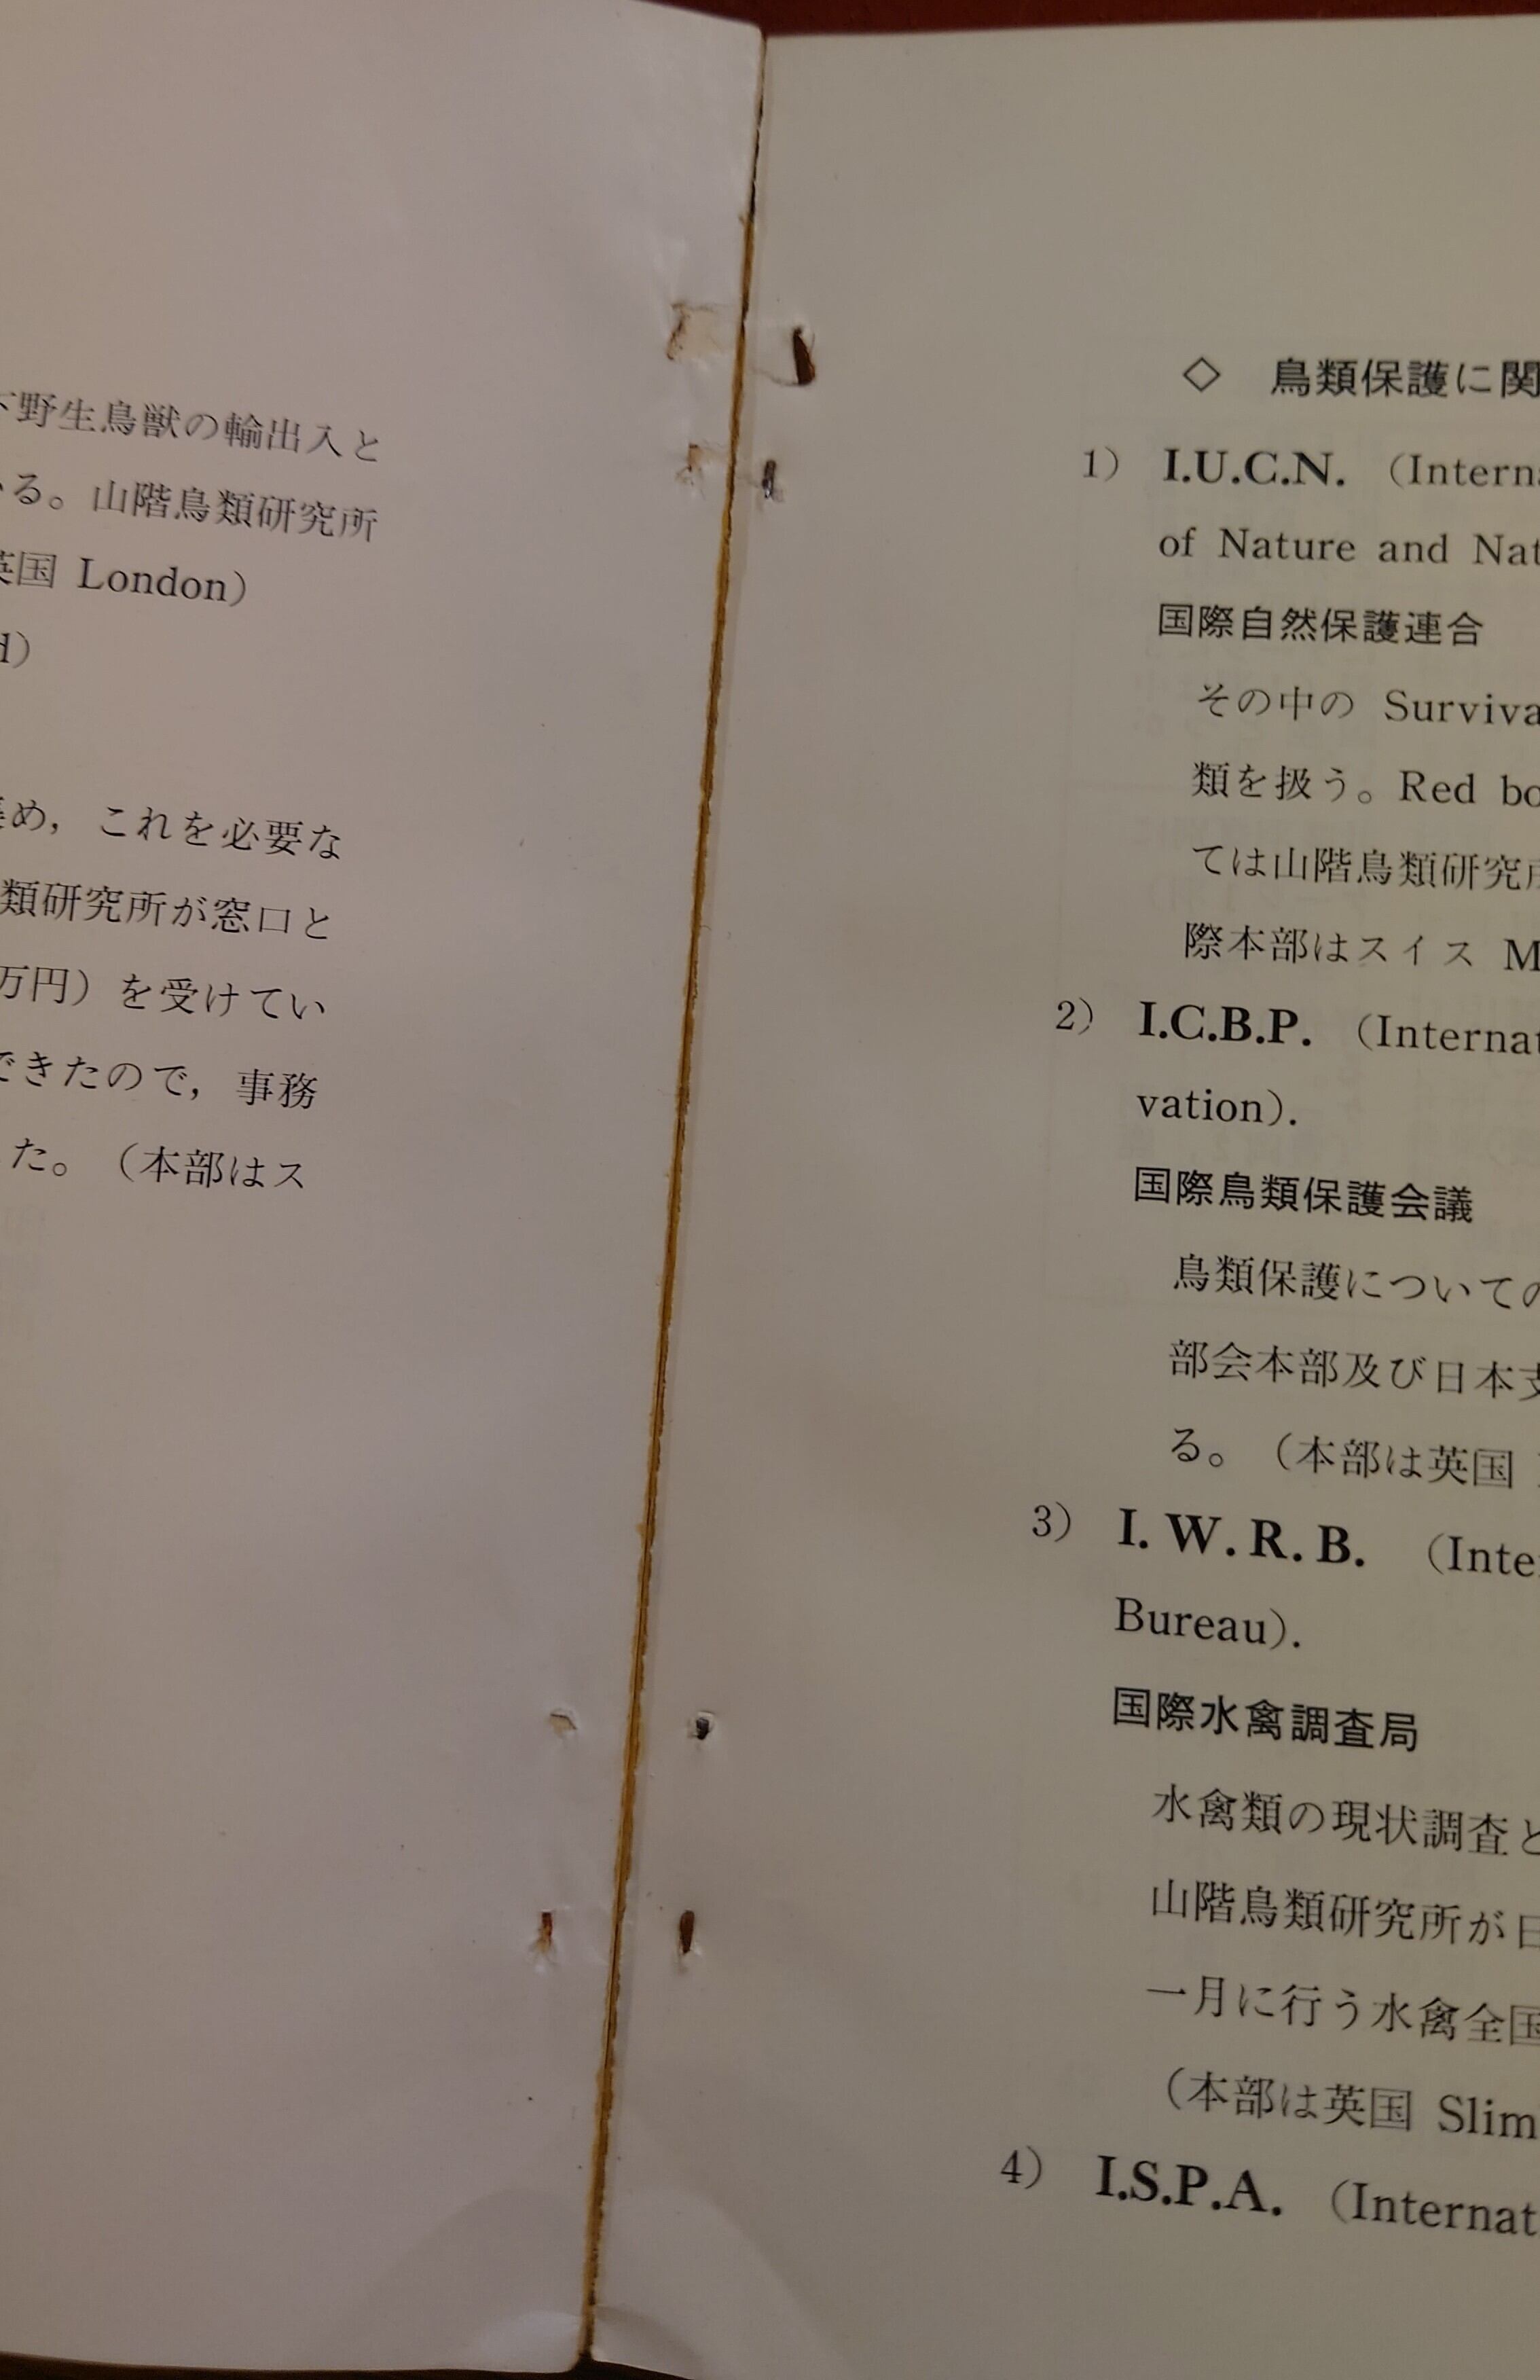 下野生鳥獣の輸出入と
いる。山階鳥類研究所
英国 London）
d）
集め，これを必要な
類研究所が窓口と
万円）を受けてい
できたので，事務
た。（本部はス
◇ 鳥類保護に関
1） I.U.C.N. （Interna
of Nature and Nat
国際自然保護連合
その中の Surviva
類を扱う。Red bo
ては山階鳥類研究所
際本部はスイス M
2） I.C.B.P. （Internat
vation）.
国際鳥類保護会議
鳥類保護についての
部会本部及び日本支
る。（本部は英国
3） I. W. R. B. （Inter
Bureau）.
国際水禽調査局
水禽類の現状調査と
山階鳥類研究所が日
一月に行う水禽全国
（本部は英国 Slim
4） I.S.P.A. （Internat